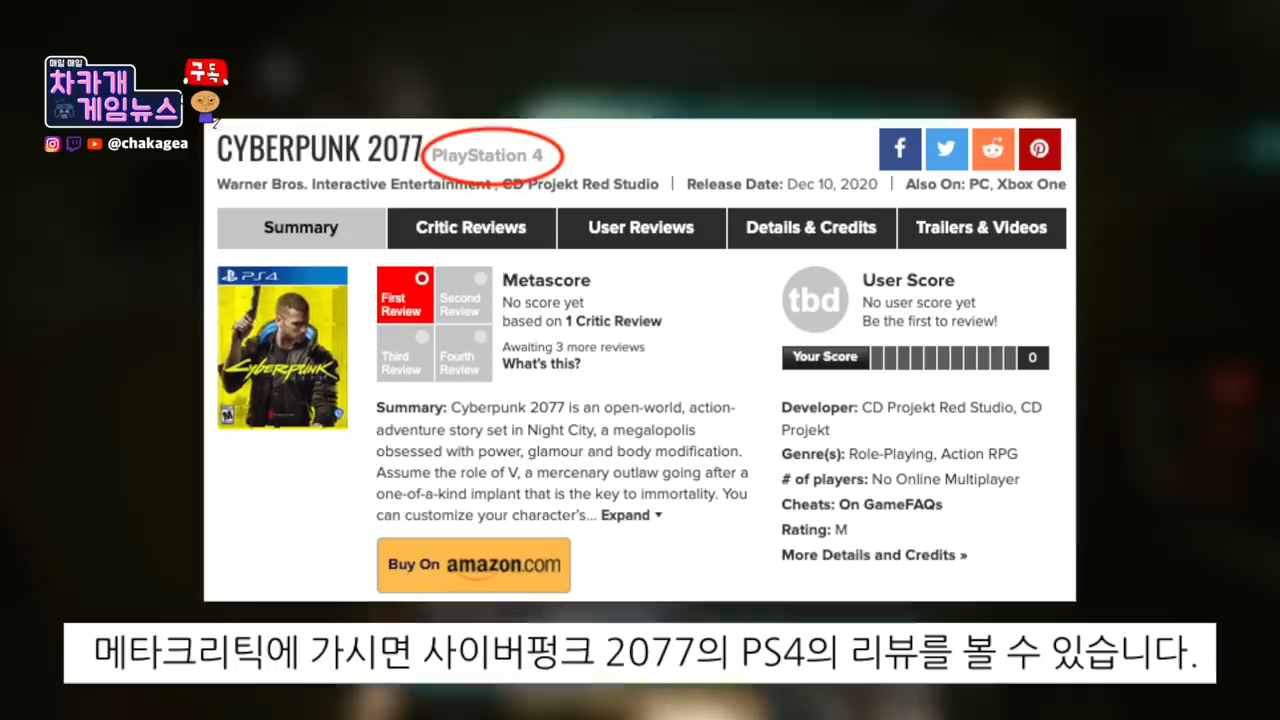 매일 매일
차카개
게임뉴스
구독
@chakagea
CYBERPUNK 2077 PlayStation 4
Warner Bros. Interactive Entertainment , CD Projekt Red Studio | Release Date: Dec 10, 2020 | Also On: PC, Xbox One
Summary Critic Reviews User Reviews Details & Credits Trailers & Videos
PS4
CYBERPUNK
M
First Review
Second Review
Third Review
Fourth Review
Metascore
No score yet
based on 1 Critic Review
Awaiting 3 more reviews
What's this?
tbd
User Score
No user score yet
Be the first to review!
Your Score 0
Summary: Cyberpunk 2077 is an open-world, action-
adventure story set in Night City, a megalopolis
obsessed with power, glamour and body modification.
Assume the role of V, a mercenary outlaw going after a
one-of-a-kind implant that is the key to immortality. You
can customize your character's... Expand
Buy On amazon.com
Developer: CD Projekt Red Studio, CD
Projekt
Genre(s): Role-Playing, Action RPG
# of players: No Online Multiplayer
Cheats: On GameFAQs
Rating: M
More Details and Credits »
메타크리틱에 가시면 사이버펑크 2077의 PS4의 리뷰를 볼 수 있습니다.